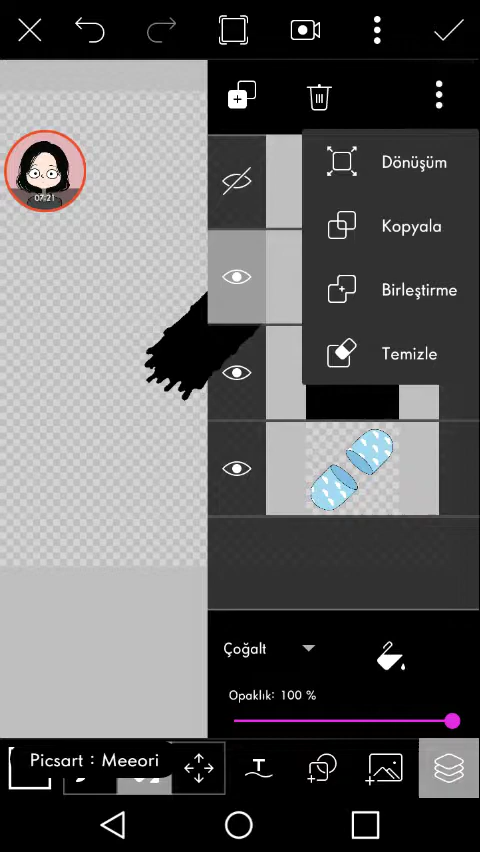 07:21
Dönüşüm
Kopyala
Birleştirme
Temizle
Çoğalt
Opaklık: 100 %
Picsart : Meeori
T